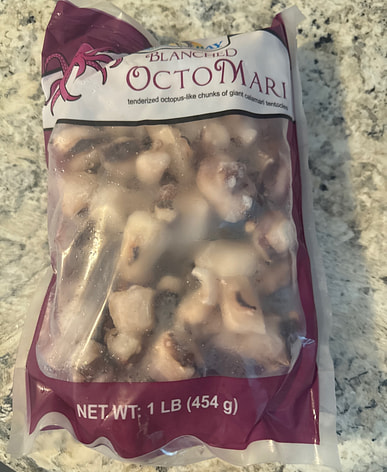 BLANCHED
OCTOMARI
tenderized octopus-like chunks of giant calamari tentacles
NET WT: 1 LB (454 g)